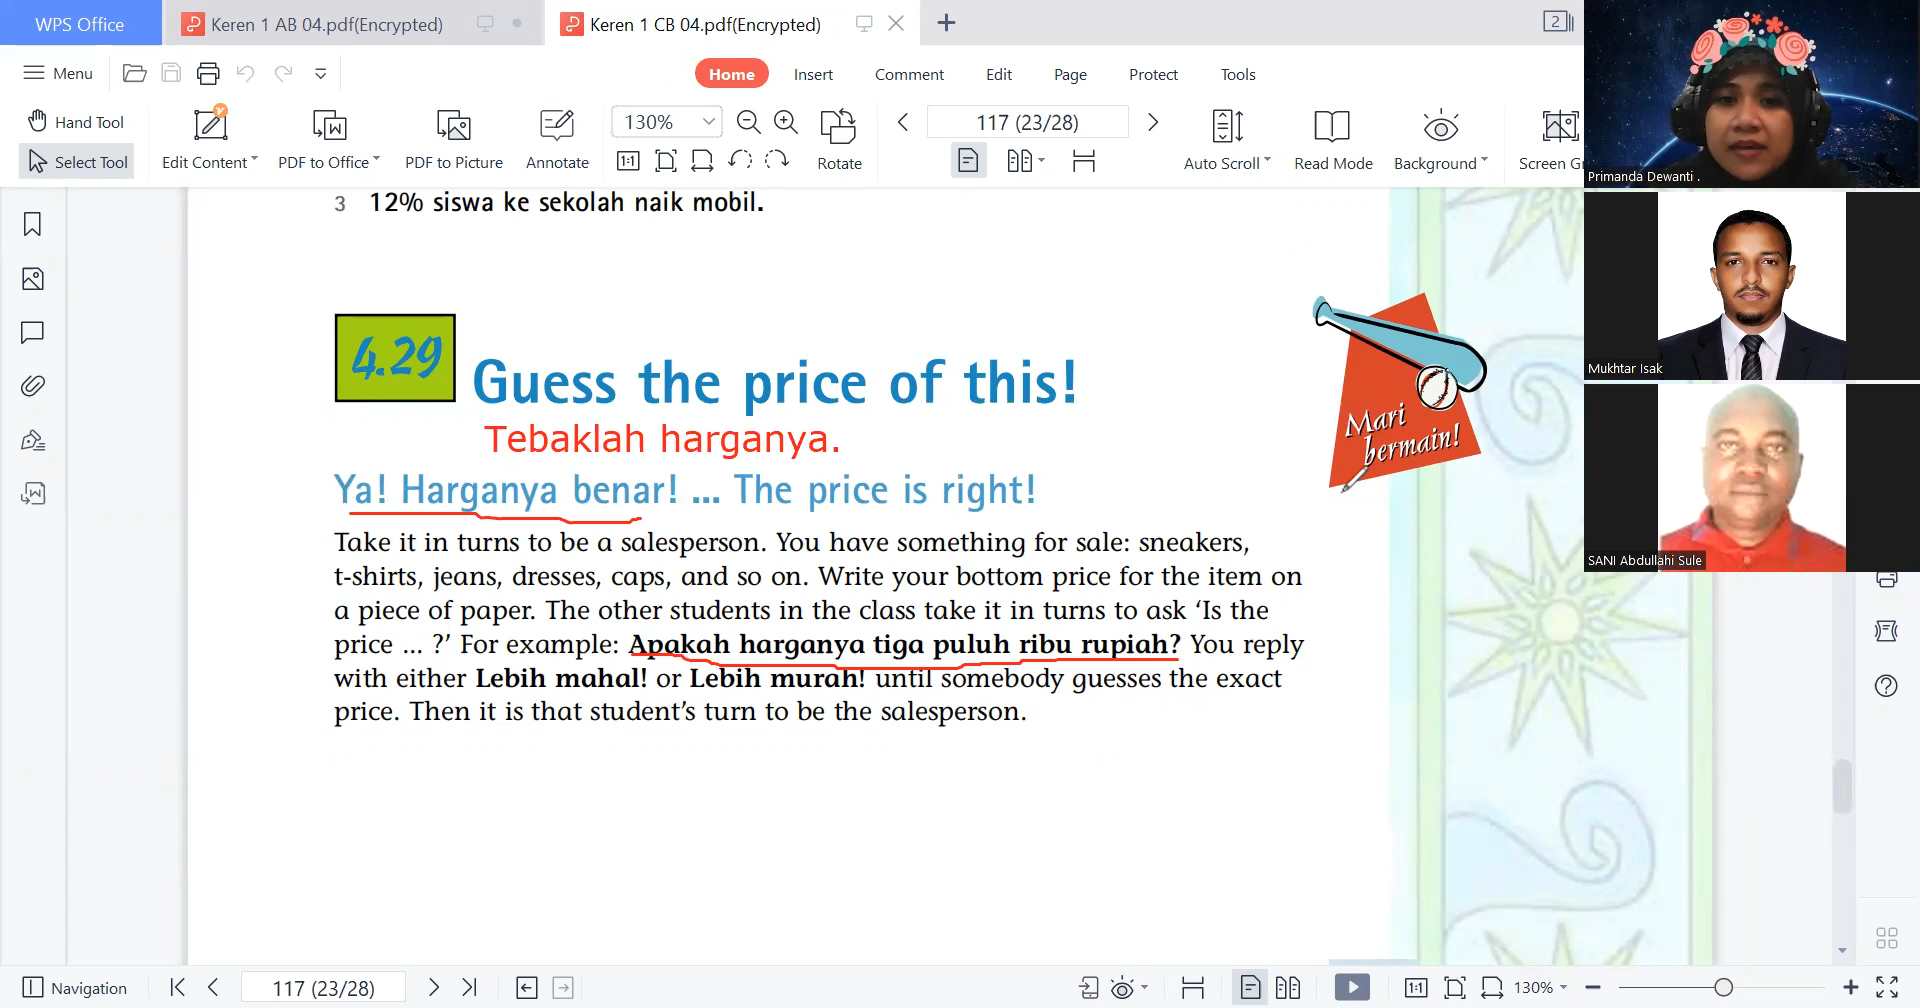 WPS Office
Keren 1 AB 04.pdf(Encrypted)
Keren 1 CB 04.pdf(Encrypted)
2
Menu
Home
Insert
Comment
Edit
Page
Protect
Tools
Hand Tool
Select Tool
Edit Content
PDF to Office
PDF to Picture
Annotate
130%
1:1
Rotate
117 (23/28)
Auto Scroll
Read Mode
Background
Screen Gr
Primanda Dewanti .
Mukhtar Isak
SANI Abdullahi Sule
3 12% siswa ke sekolah naik mobil.
4.29 Guess the price of this!
Tebaklah harganya.
Mari
bermain!
Ya! Harganya benar! ... The price is right!
Take it in turns to be a salesperson. You have something for sale: sneakers,
t-shirts, jeans, dresses, caps, and so on. Write your bottom price for the item on
a piece of paper. The other students in the class take it in turns to ask ‘Is the
price ... ?’ For example: Apakah harganya tiga puluh ribu rupiah? You reply
with either Lebih mahal! or Lebih murah! until somebody guesses the exact
price. Then it is that student’s turn to be the salesperson.
Navigation
117 (23/28)
1:1
130%